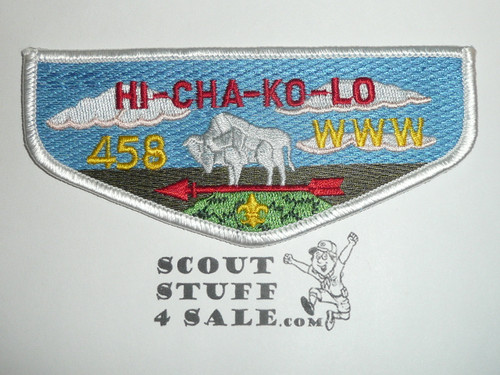 HI-CHA-KO-LO
458 WWW
SCOUT
STUFF
4 SALE.COM